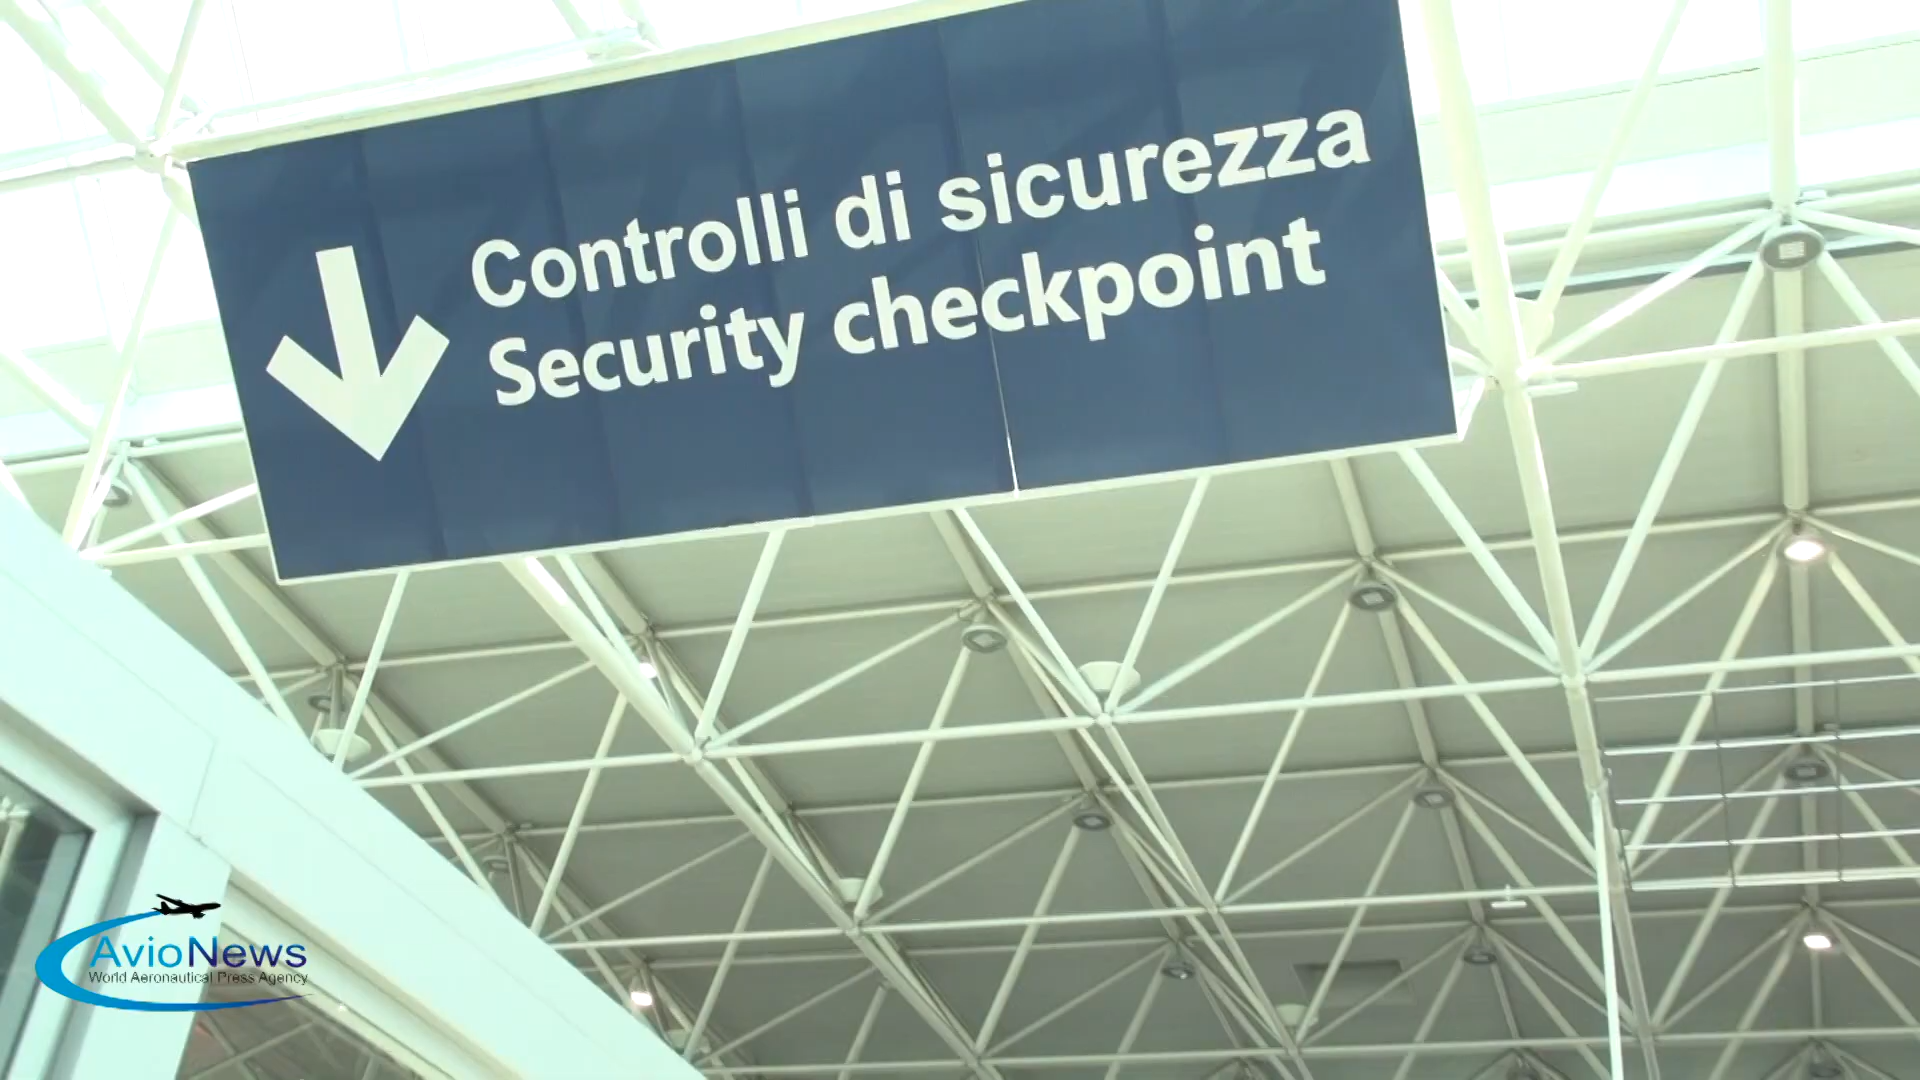 Controlli di sicurezza
Security checkpoint
AvioNews
World Aeronautical Press Agency